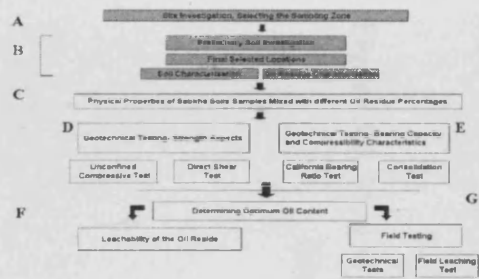 A
Site Investigation, Selecting the Sampling Zone
B
Preliminary Soil Investigation
Final Selected Locations
Soil Characterization
Oil Residue Characterization
C
Physical Properties of Sabkha Soils Samples Mixed with different Oil Residue Percentages
D
Geotechnical Testing- Strength Aspects
Geotechnical Testing- Bearing Capacity
and Compressibility Characteristics
E
Unconfined
Compressive Test
Direct Shear
Test
California Bearing
Ratio Test
Consolidation
Test
Determining Optimum Oil Content
G
F
Leachability of the Oil Reside
Field Testing
Geotechnical
Tests
Field Leaching
Test